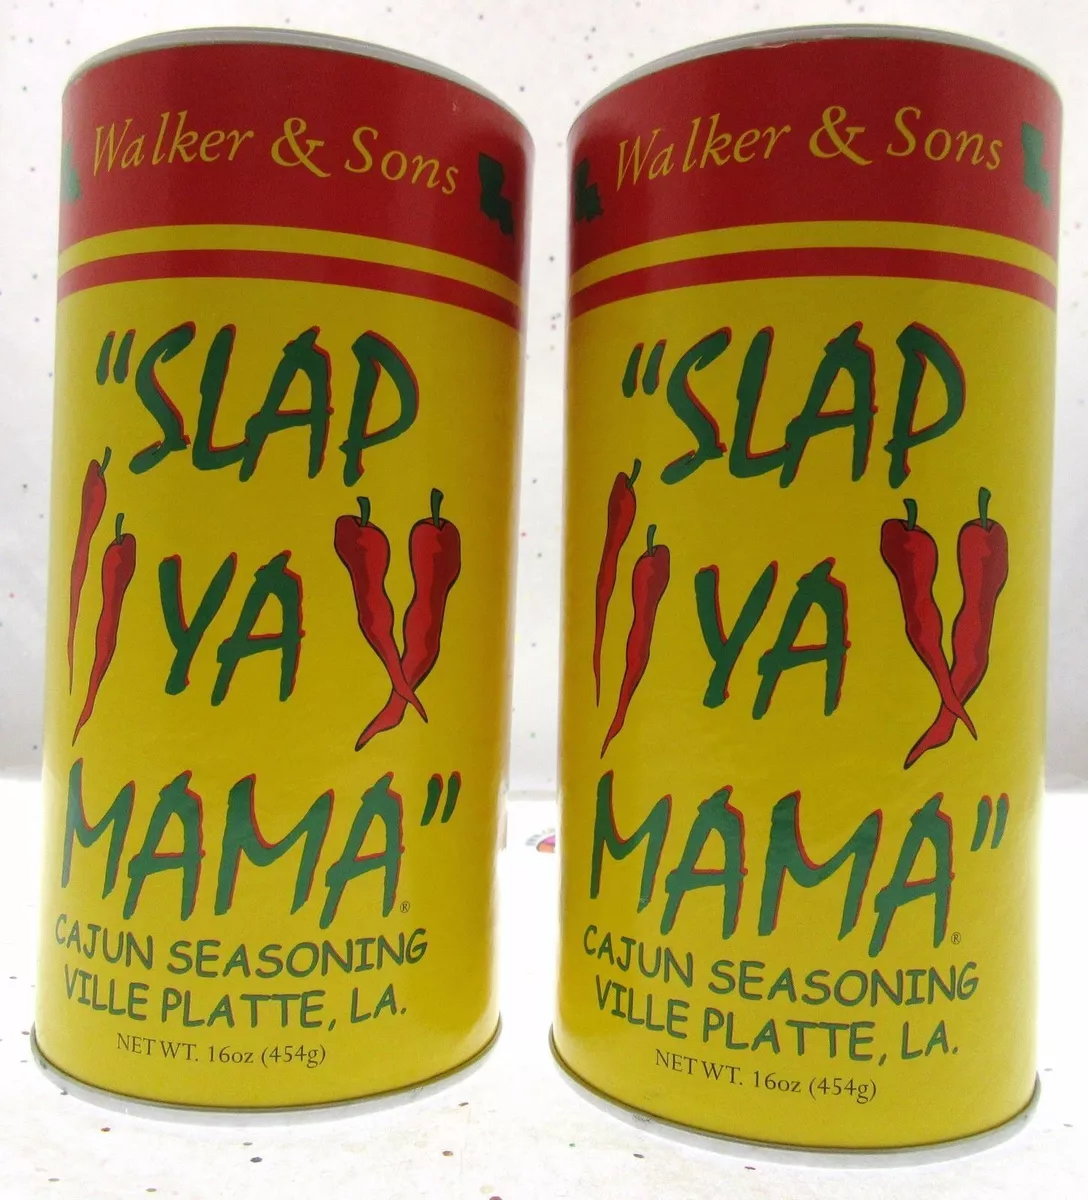 Walker & Sons
"SLAP
YA
MAMA"®
CAJUN SEASONING
VILLE PLATTE, LA.
NET WT. 16oz (454g)
Walker & Sons
"SLAP
YA
MAMA"®
CAJUN SEASONING
VILLE PLATTE, LA.
NET WT. 16oz (454g)